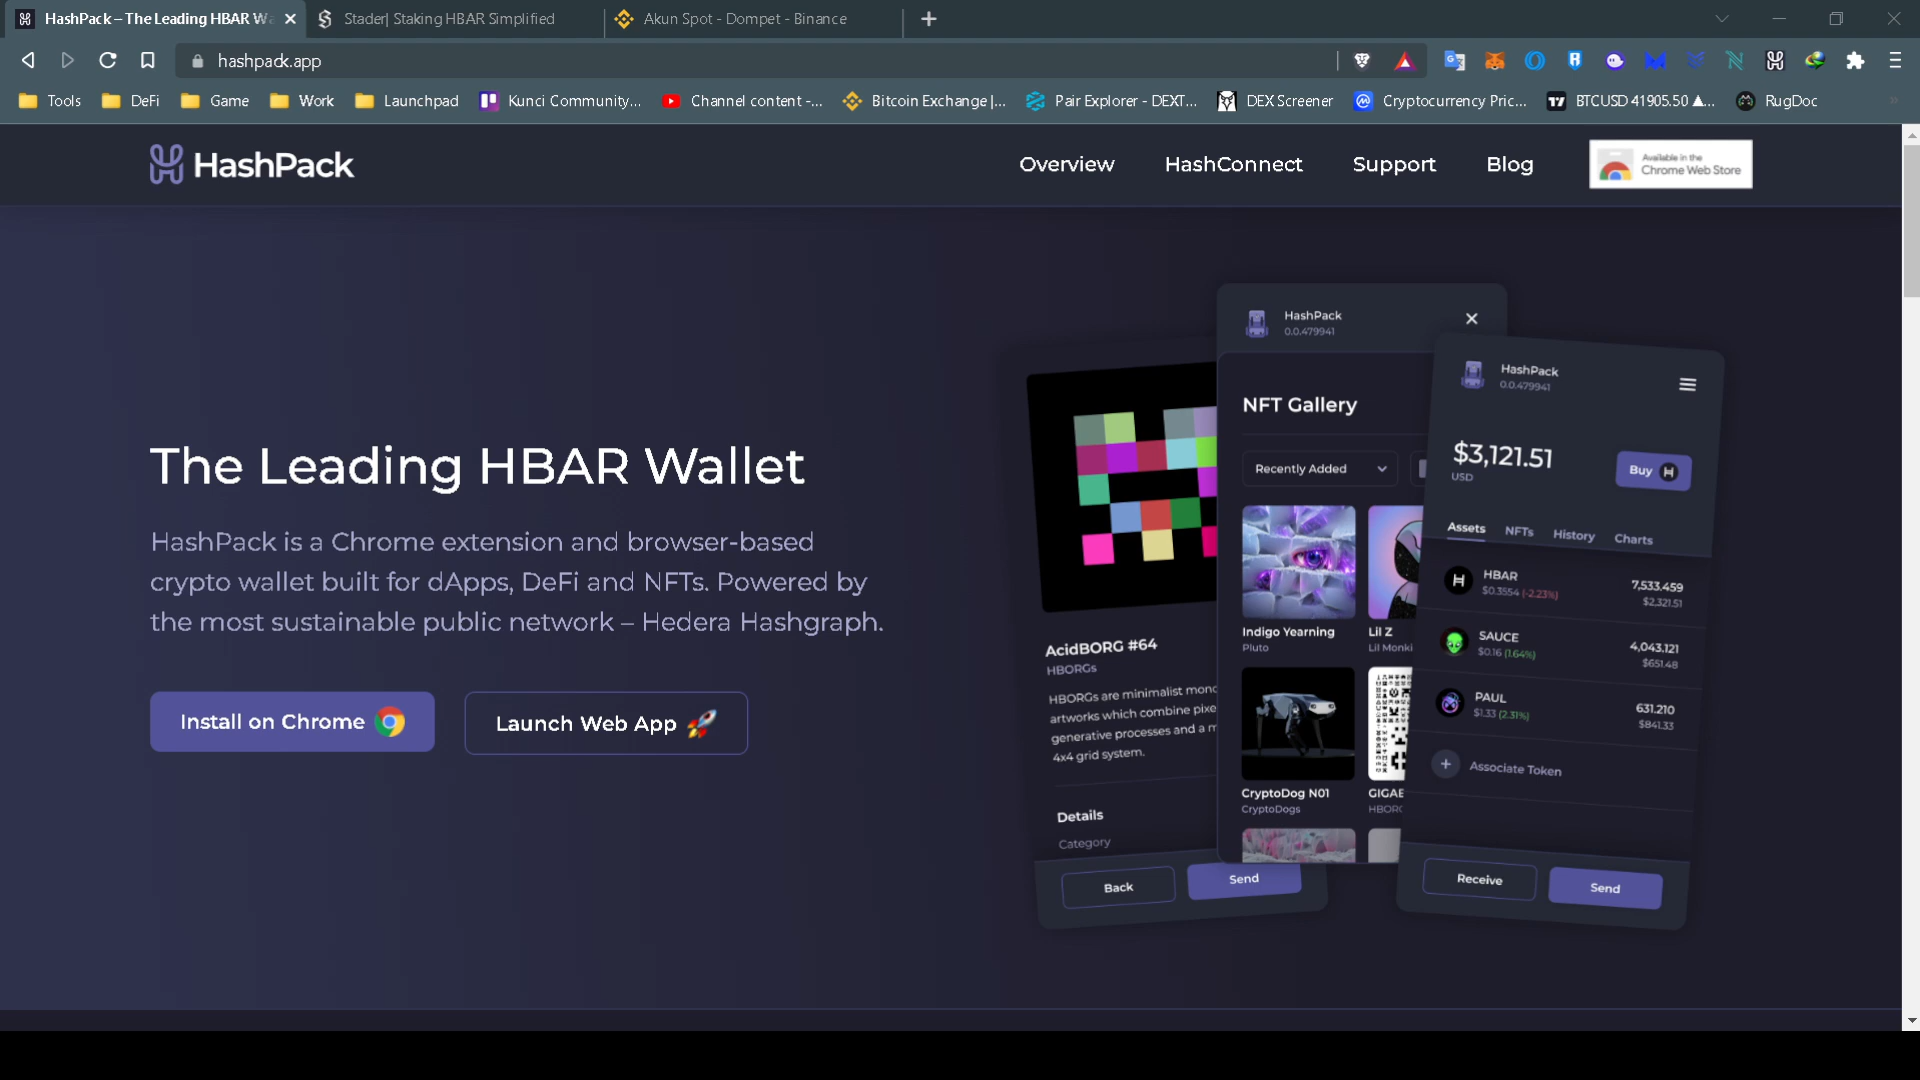 HashPack – The Leading HBAR Wa
Stader| Staking HBAR Simplified
Akun Spot - Dompet - Binance
hashpack.app
Tools
DeFi
Game
Work
Launchpad
Kunci Community...
Channel content -...
Bitcoin Exchange |...
Pair Explorer - DEXT...
DEX Screener
Cryptocurrency Pric...
BTCUSD 41905.50 ▲...
RugDoc
HashPack
Overview
HashConnect
Support
Blog
Available in the
Chrome Web Store
The Leading HBAR Wallet
HashPack is a Chrome extension and browser-based
crypto wallet built for dApps, DeFi and NFTs. Powered by
the most sustainable public network – Hedera Hashgraph.
Install on Chrome
Launch Web App
AcidBORG #64
HBORGs
HBORGs are minimalist mono
artworks which combine pixe
generative processes and a m
4x4 grid system.
Details
Category
Back
Send
HashPack
0.0.479941
NFT Gallery
Recently Added
Indigo Yearning
Pluto
Lil Z
Lil Monki
CryptoDog N01
CryptoDogs
GIGAE
HBORG
HashPack
0.0.479941
$3,121.51
USD
Buy
Assets
NFTs
History
Charts
HBAR
$0.3554 (-2.23%)
7,533.459
$2,321.51
SAUCE
$0.16 (1.64%)
4,043.121
$651.48
PAUL
$1.33 (2.31%)
631.210
$841.33
Associate Token
Receive
Send